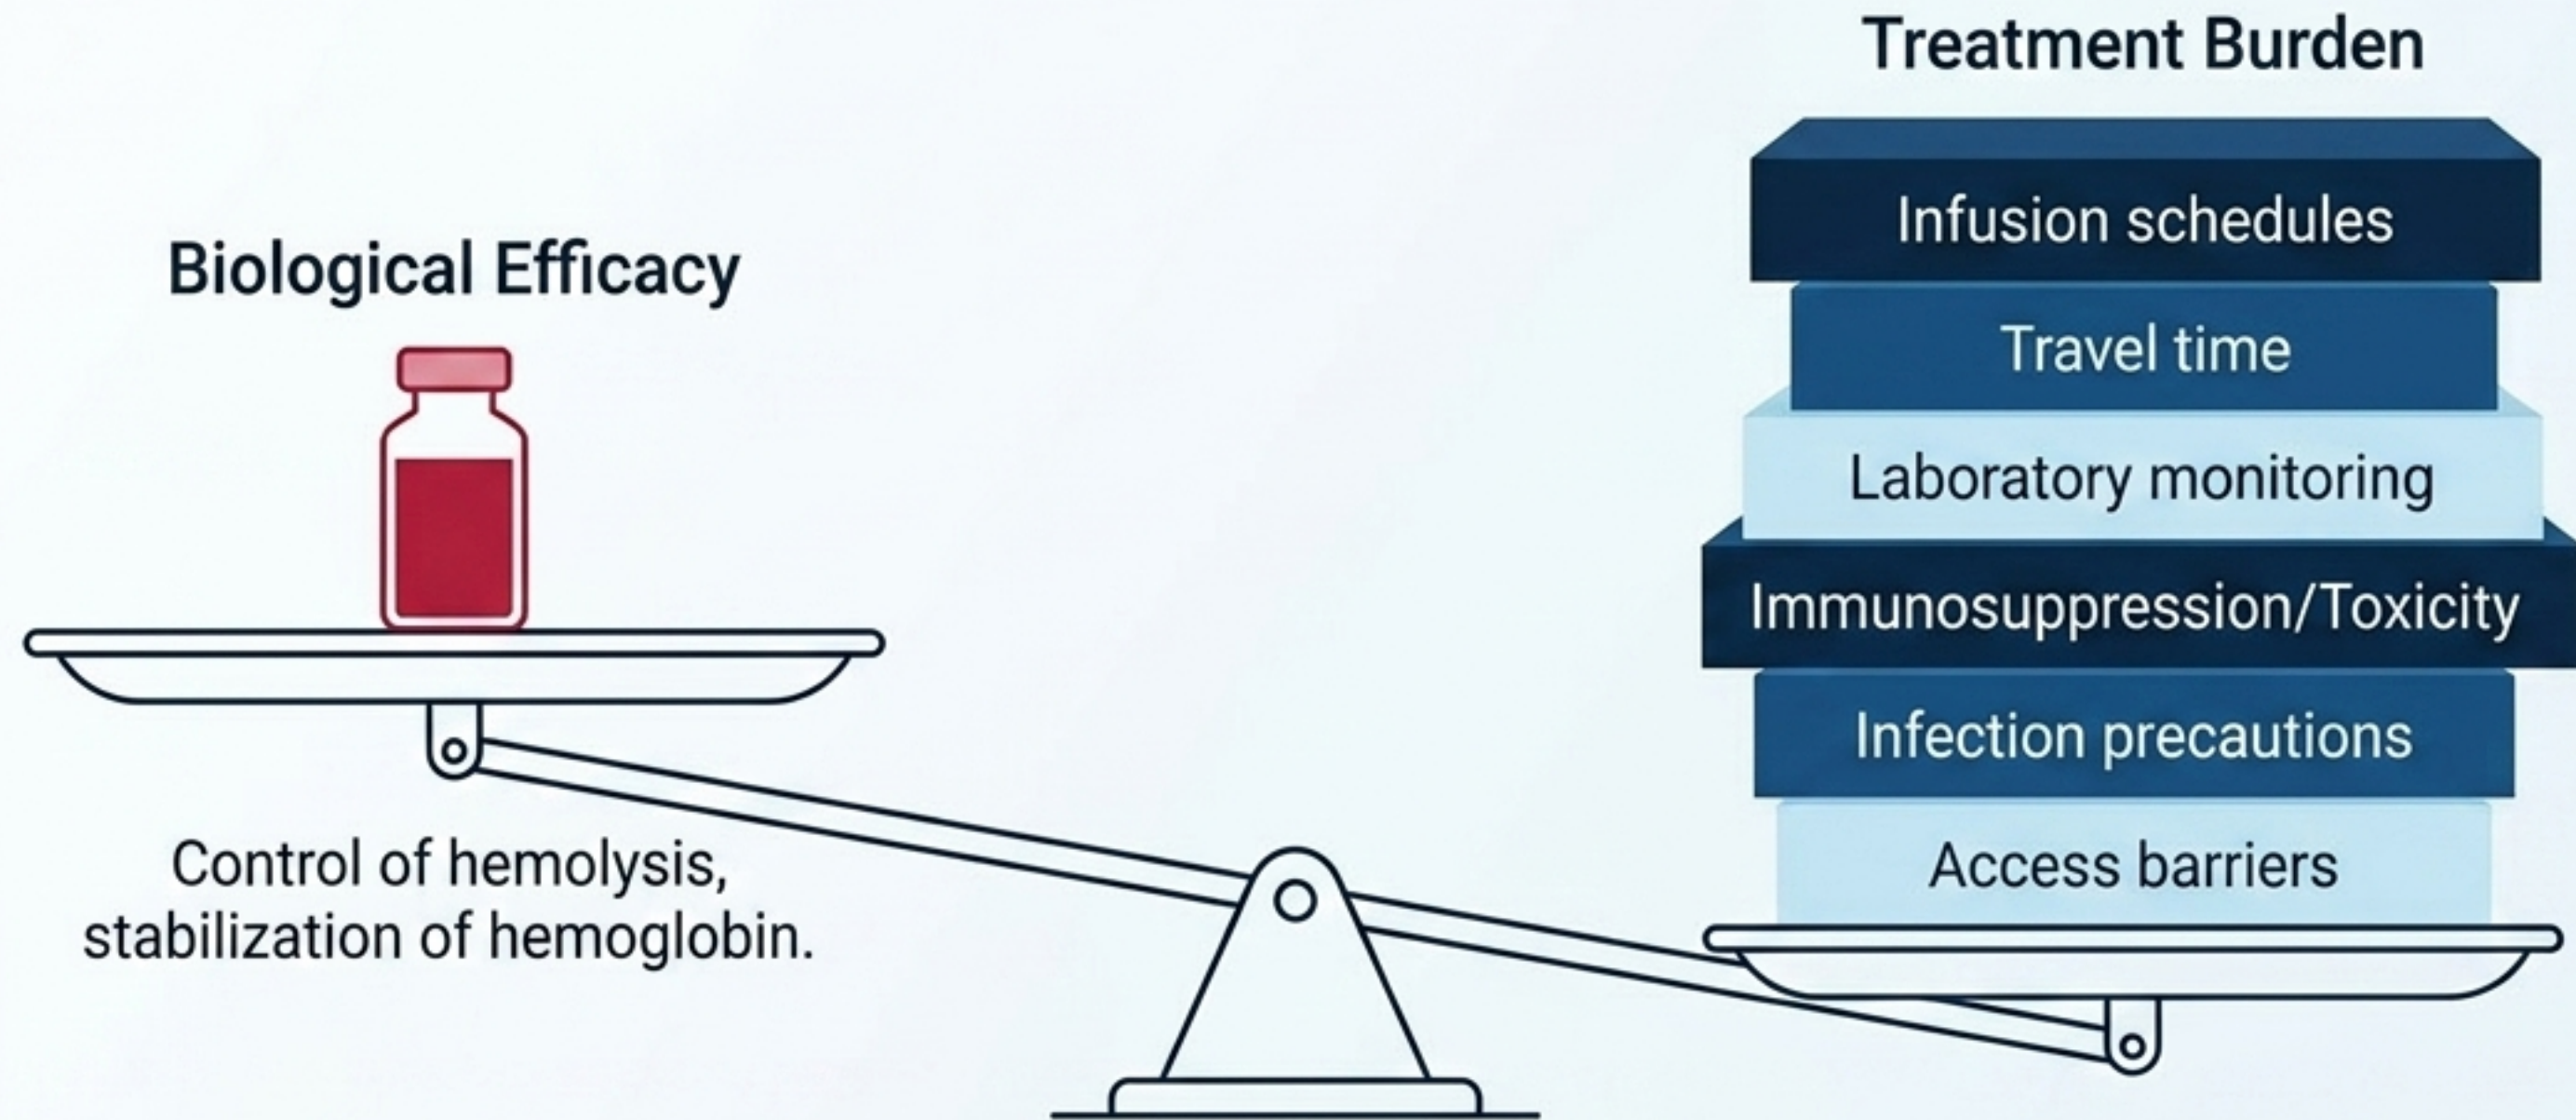 Biological Efficacy
Control of hemolysis,
stabilization of hemoglobin.
Treatment Burden
Infusion schedules
Travel time
Laboratory monitoring
Immunosuppression/Toxicity
Infection precautions
Access barriers